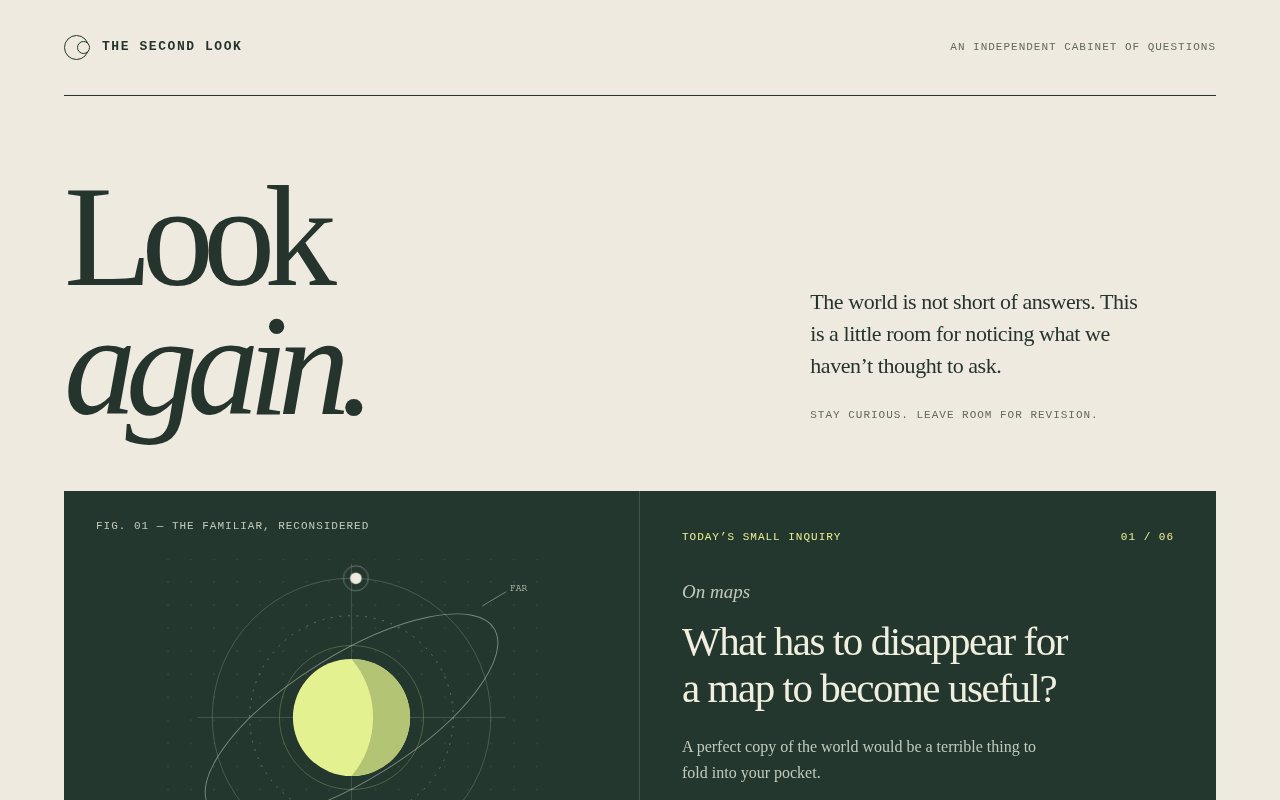 THE SECOND LOOK
AN INDEPENDENT CABINET OF QUESTIONS
Look
again.
The world is not short of answers. This
is a little room for noticing what we
haven’t thought to ask.
STAY CURIOUS. LEAVE ROOM FOR REVISION.
FIG. 01 — THE FAMILIAR, RECONSIDERED
FAR
TODAY’S SMALL INQUIRY
01 / 06
On maps
What has to disappear for
a map to become useful?
A perfect copy of the world would be a terrible thing to
fold into your pocket.